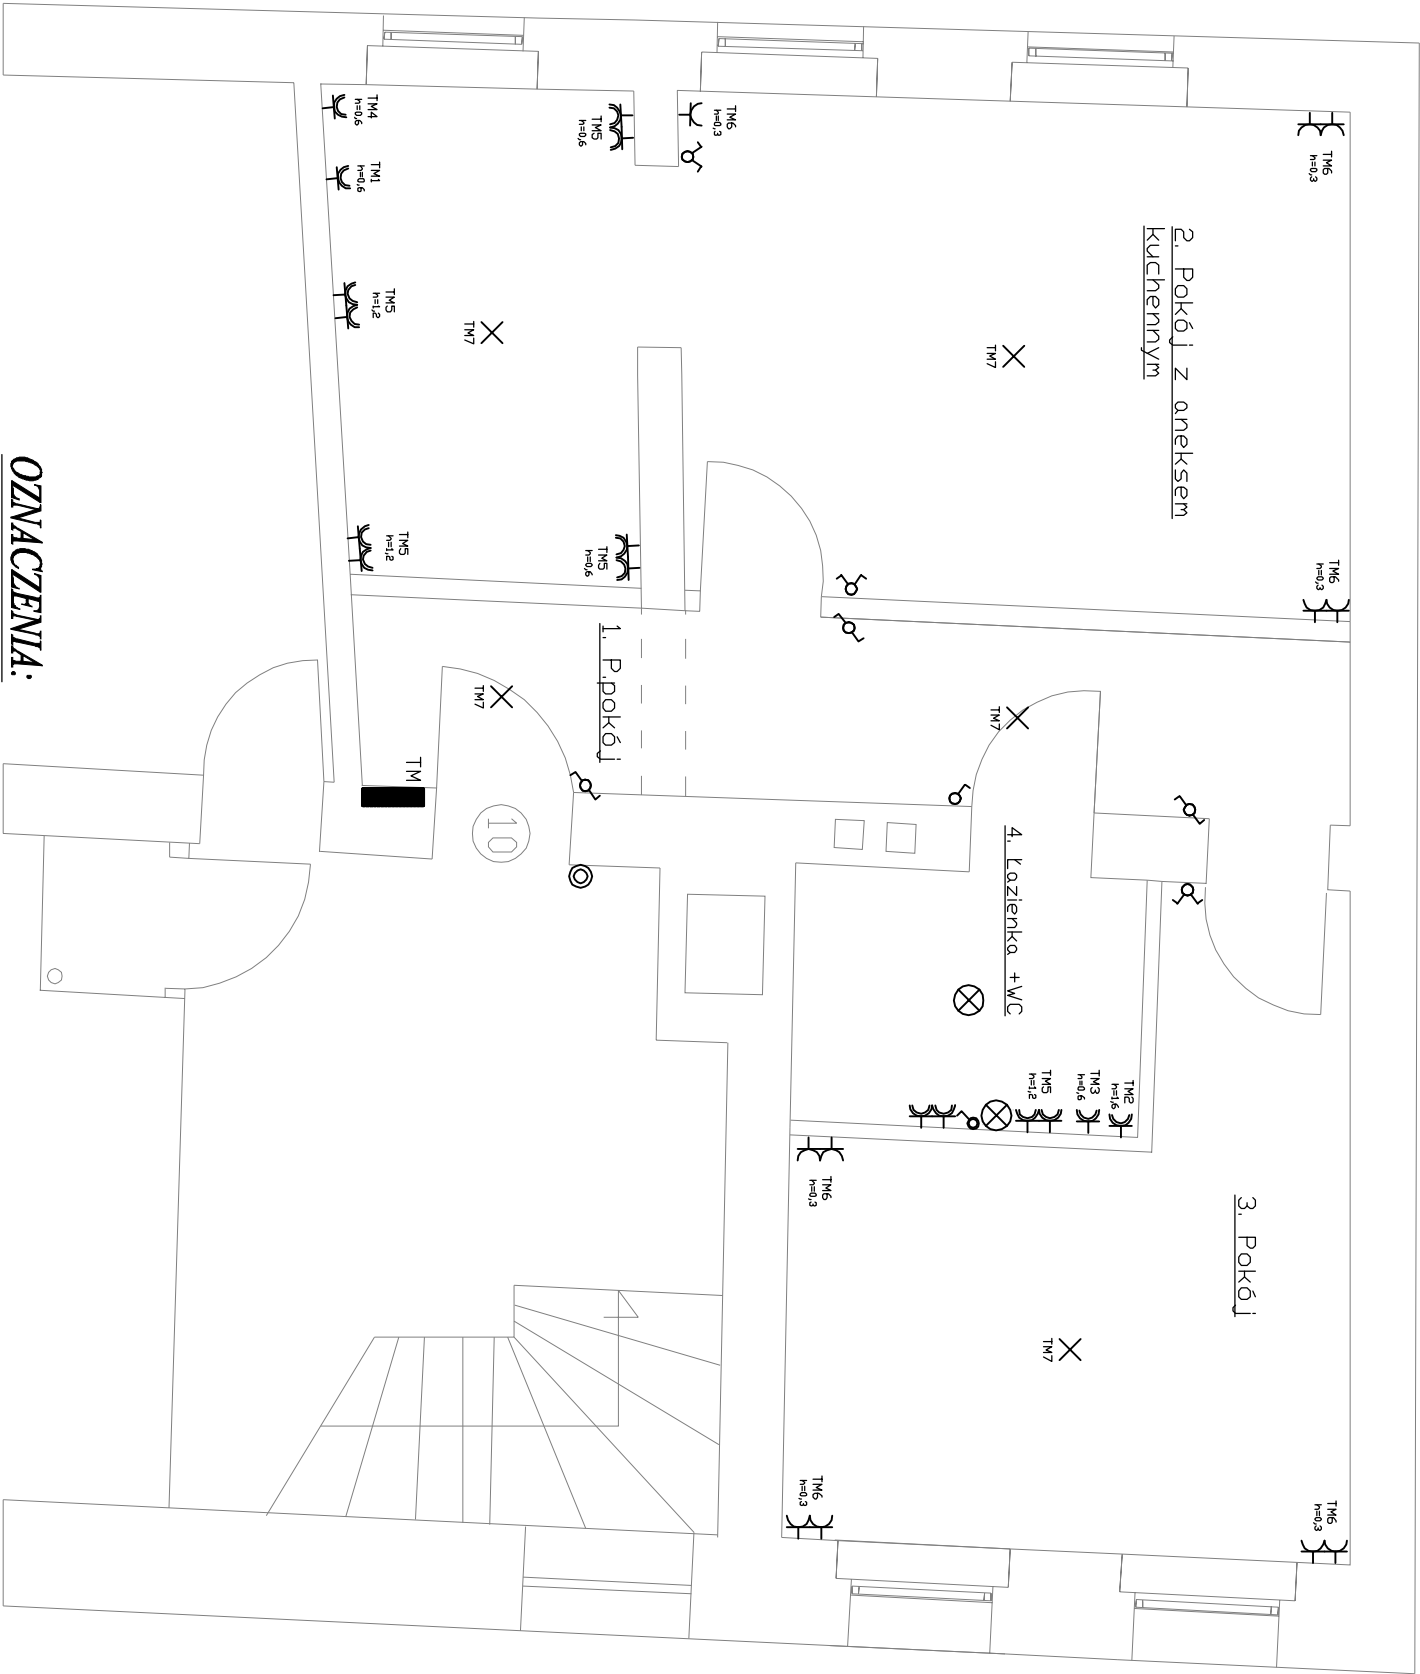 TM6
h=0,3
TM6
h=0,3
TM6
h=0,3
2. Pokój z aneksem
kuchennym
3. Pokój
TM2
h=1,6
TM3
h=0,6
TM5
h=1,2
TM7
4. Łazienka +WC
TM7
TM7
TM6
h=0,3
TM6
h=0,3
TM6
h=0,3
1. P.pokój
TM5
h=0,6
TM5
h=0,6
10
TM7
TM7
TM
TM5
h=1,2
TM5
h=1,2
TM1
h=0,6
TM4
h=0,6
OZNACZENIA: